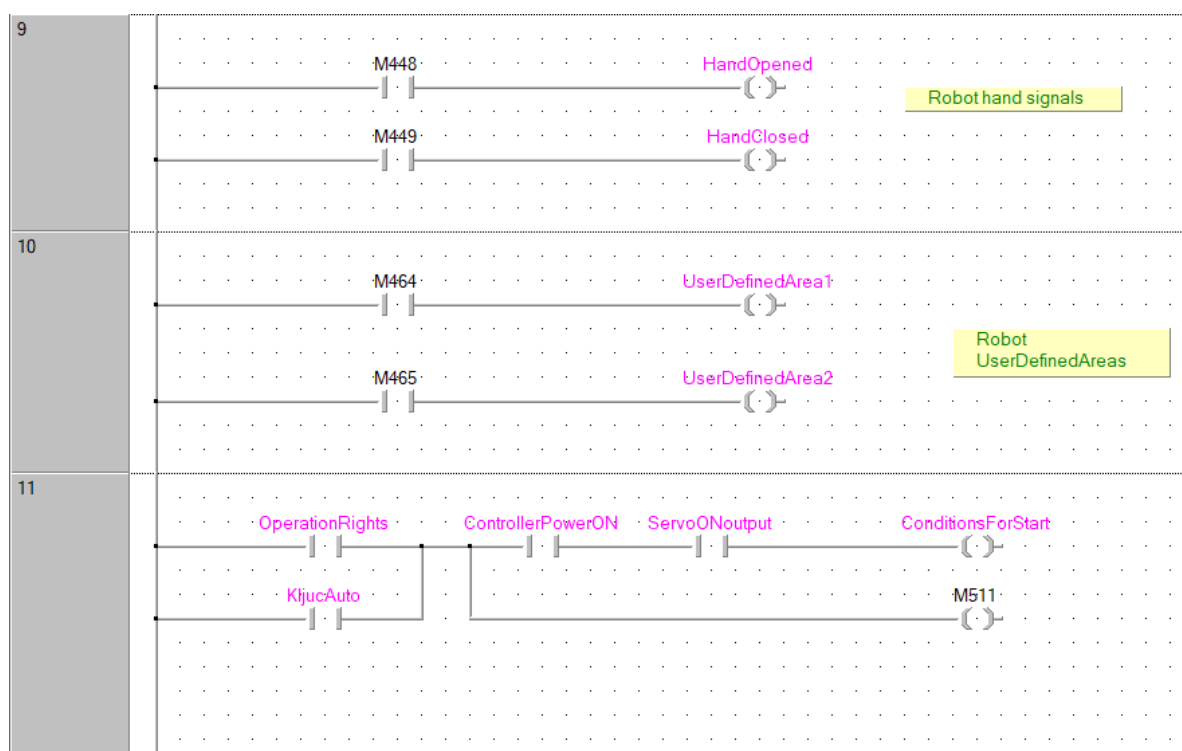 9
M448
HandOpened
Robot hand signals
M449
HandClosed
10
M464
UserDefinedArea1
Robot
UserDefinedAreas
M465
UserDefinedArea2
11
OperationRights
ControllerPowerON
ServoONoutput
ConditionsForStart
KljucAuto
M511